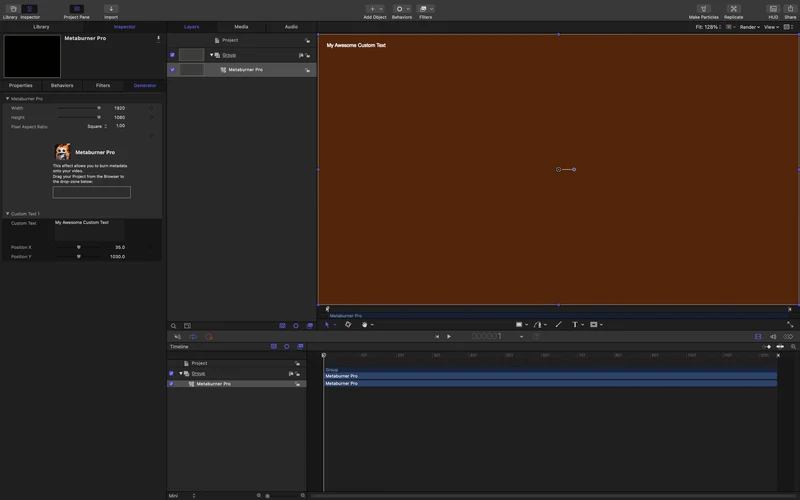 Library
Inspector
Project Pane
Import
Add Object
Behaviors
Filters
Make Particles
Replicate
HUD
Share
Library
Inspector
Layers
Media
Audio
Fit: 128%
Render
View
Metaburner Pro
Project
Group
Metaburner Pro
My Awesome Custom Text
Properties
Behaviors
Filters
Generator
Metaburner Pro
Width
1920
Height
1080
Pixel Aspect Ratio:
Square
1.00
Metaburner Pro
This effect allows you to burn metadata
onto your video.
Drag your Project from the Browser to
the drop-zone below:
Custom Text 1
Custom Text
My Awesome Custom Text
Position X
35.0
Position Y
1030.0
Metaburner Pro
T
000001
Timeline
Project
Group
Metaburner Pro
Group
Metaburner Pro
Metaburner Pro
Mini